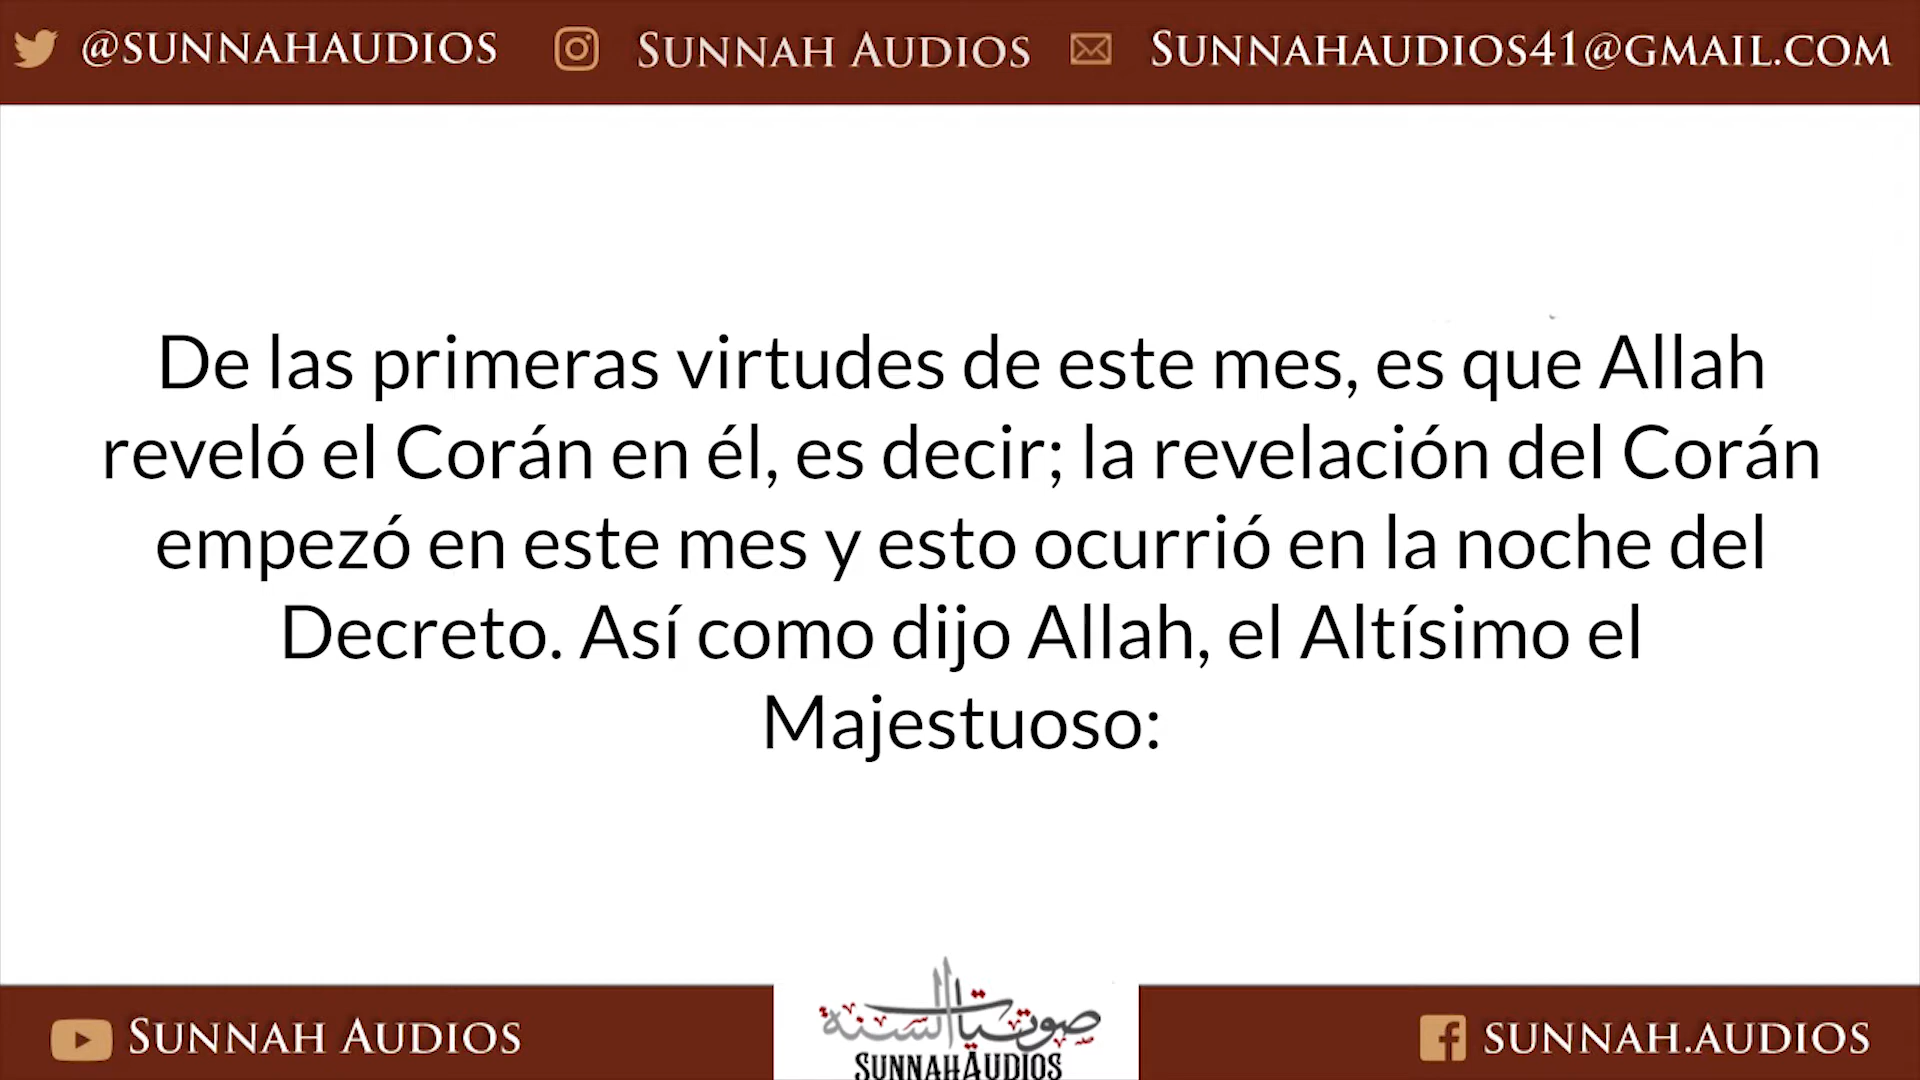 @SUNNAHAUDIOS
SUNNAH AUDIOS
SUNNAHAUDIOS41@GMAIL.COM
De las primeras virtudes de este mes, es que Allah
reveló el Corán en él, es decir; la revelación del Corán
empezó en este mes y esto ocurrió en la noche del
Decreto. Así como dijo Allah, el Altísimo el
Majestuoso:
SUNNAH AUDIOS
صوتيات السنة
SUNNAHAUDIOS
SUNNAH.AUDIOS